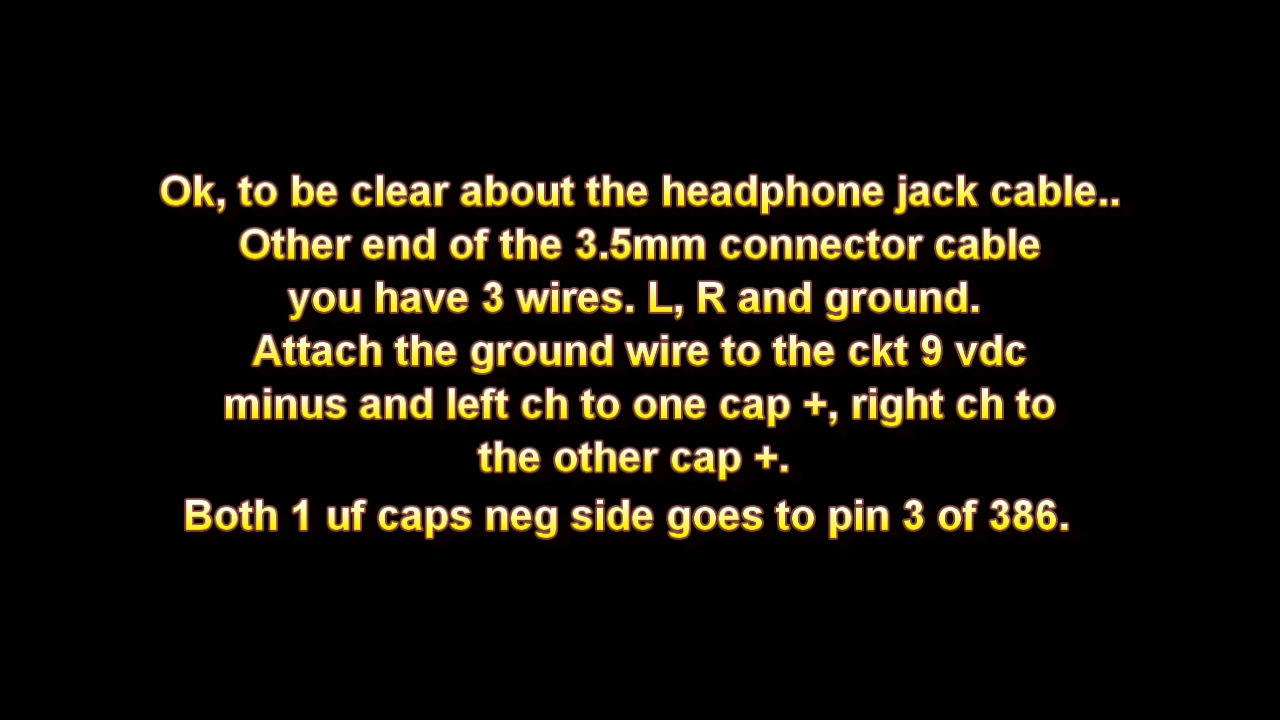 Ok, to be clear about the headphone jack cable..
Other end of the 3.5mm connector cable
you have 3 wires. L, R and ground.
Attach the ground wire to the ckt 9 vdc
minus and left ch to one cap +, right ch to
the other cap +.
Both 1 uf caps neg side goes to pin 3 of 386.